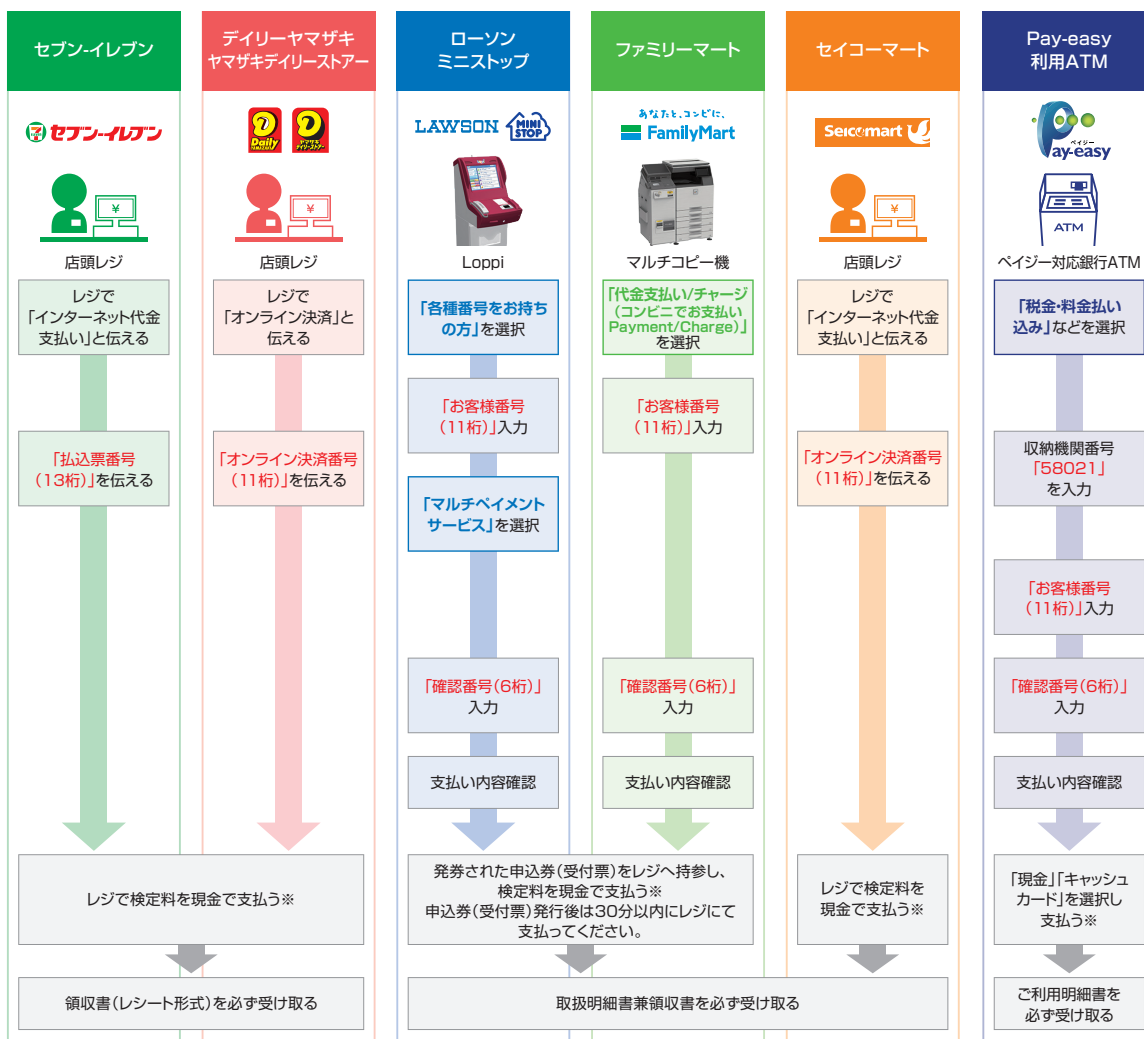 セブン-イレブン
デイリーヤマザキ
ヤマザキデイリーストアー
ローソン
ミニストップ
ファミリーマート
セイコーマート
Pay-easy
利用ATM
セブン-イレブン
Daily
YAMAZAKI
ヤマザキ
デイリーストアー
LAWSON
MINI
STOP
あなたと、コンビに、
FamilyMart
Seicomart
ペイジー
Pay-easy
¥
¥
¥
ATM
店頭レジ
店頭レジ
Loppi
マルチコピー機
店頭レジ
ペイジー対応銀行ATM
レジで
「インターネット代金
支払い」と伝える
レジで
「オンライン決済」と
伝える
「各種番号をお持ち
の方」を選択
「代金支払い/チャージ
(コンビニでお支払い
Payment/Charge)」
を選択
レジで
「インターネット代金
支払い」と伝える
「税金・料金払い
込み」などを選択
「お客様番号
(11桁)」入力
「お客様番号
(11桁)」入力
「払込票番号
(13桁)」を伝える
「オンライン決済番号
(11桁)」を伝える
「マルチペイメント
サービス」を選択
「オンライン決済番号
(11桁)」を伝える
収納機関番号
「58021」
を入力
「お客様番号
(11桁)」入力
「確認番号(6桁)」
入力
「確認番号(6桁)」
入力
「確認番号(6桁)」
入力
支払い内容確認
支払い内容確認
支払い内容確認
レジで検定料を現金で支払う※
発券された申込券(受付票)をレジへ持参し、
検定料を現金で支払う※
申込券(受付票)発行後は30分以内にレジにて
支払ってください。
レジで検定料を
現金で支払う※
「現金」「キャッシュ
カード」を選択し
支払う※
領収書(レシート形式)を必ず受け取る
取扱明細書兼領収書を必ず受け取る
ご利用明細書を
必ず受け取る